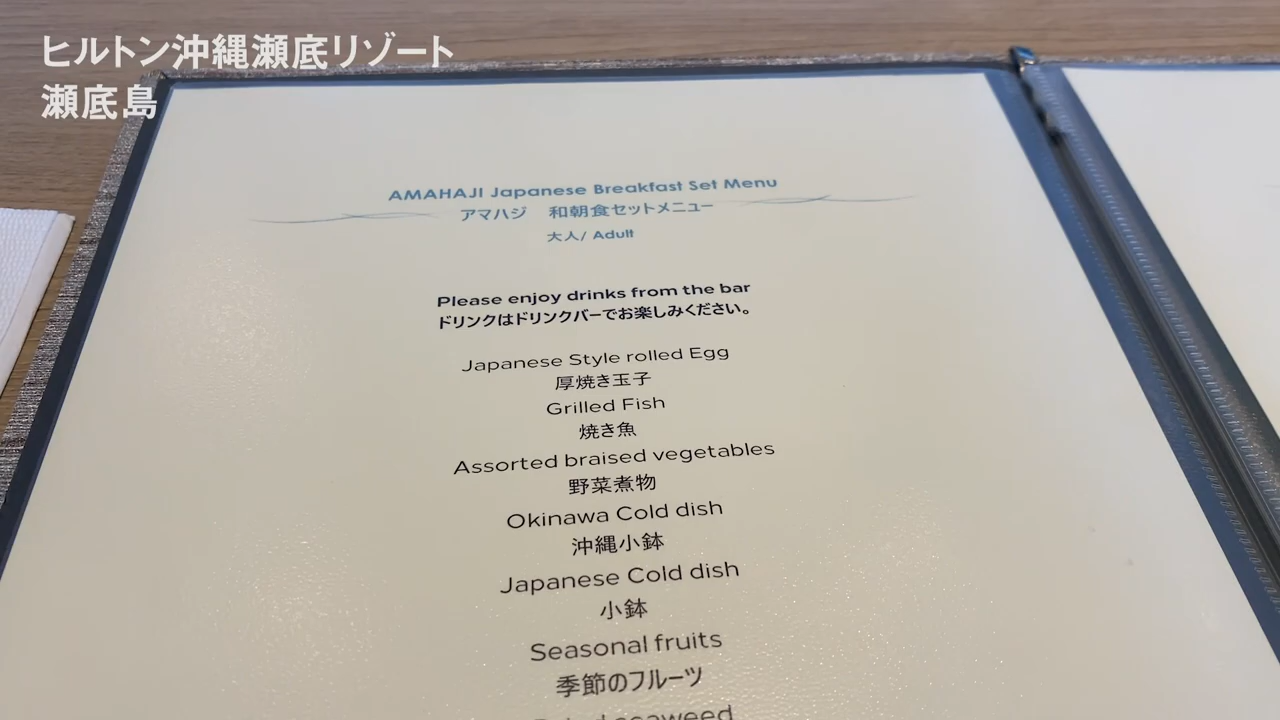 ヒルトン沖縄瀬底リゾート
瀬底島
AMAHAJI Japanese Breakfast Set Menu
アマハジ　和朝食セットメニュー
大人/ Adult
Please enjoy drinks from the bar
ドリンクはドリンクバーでお楽しみください。
Japanese Style rolled Egg
厚焼き玉子
Grilled Fish
焼き魚
Assorted braised vegetables
野菜煮物
Okinawa Cold dish
沖縄小鉢
Japanese Cold dish
小鉢
Seasonal fruits
季節のフルーツ
seaweed